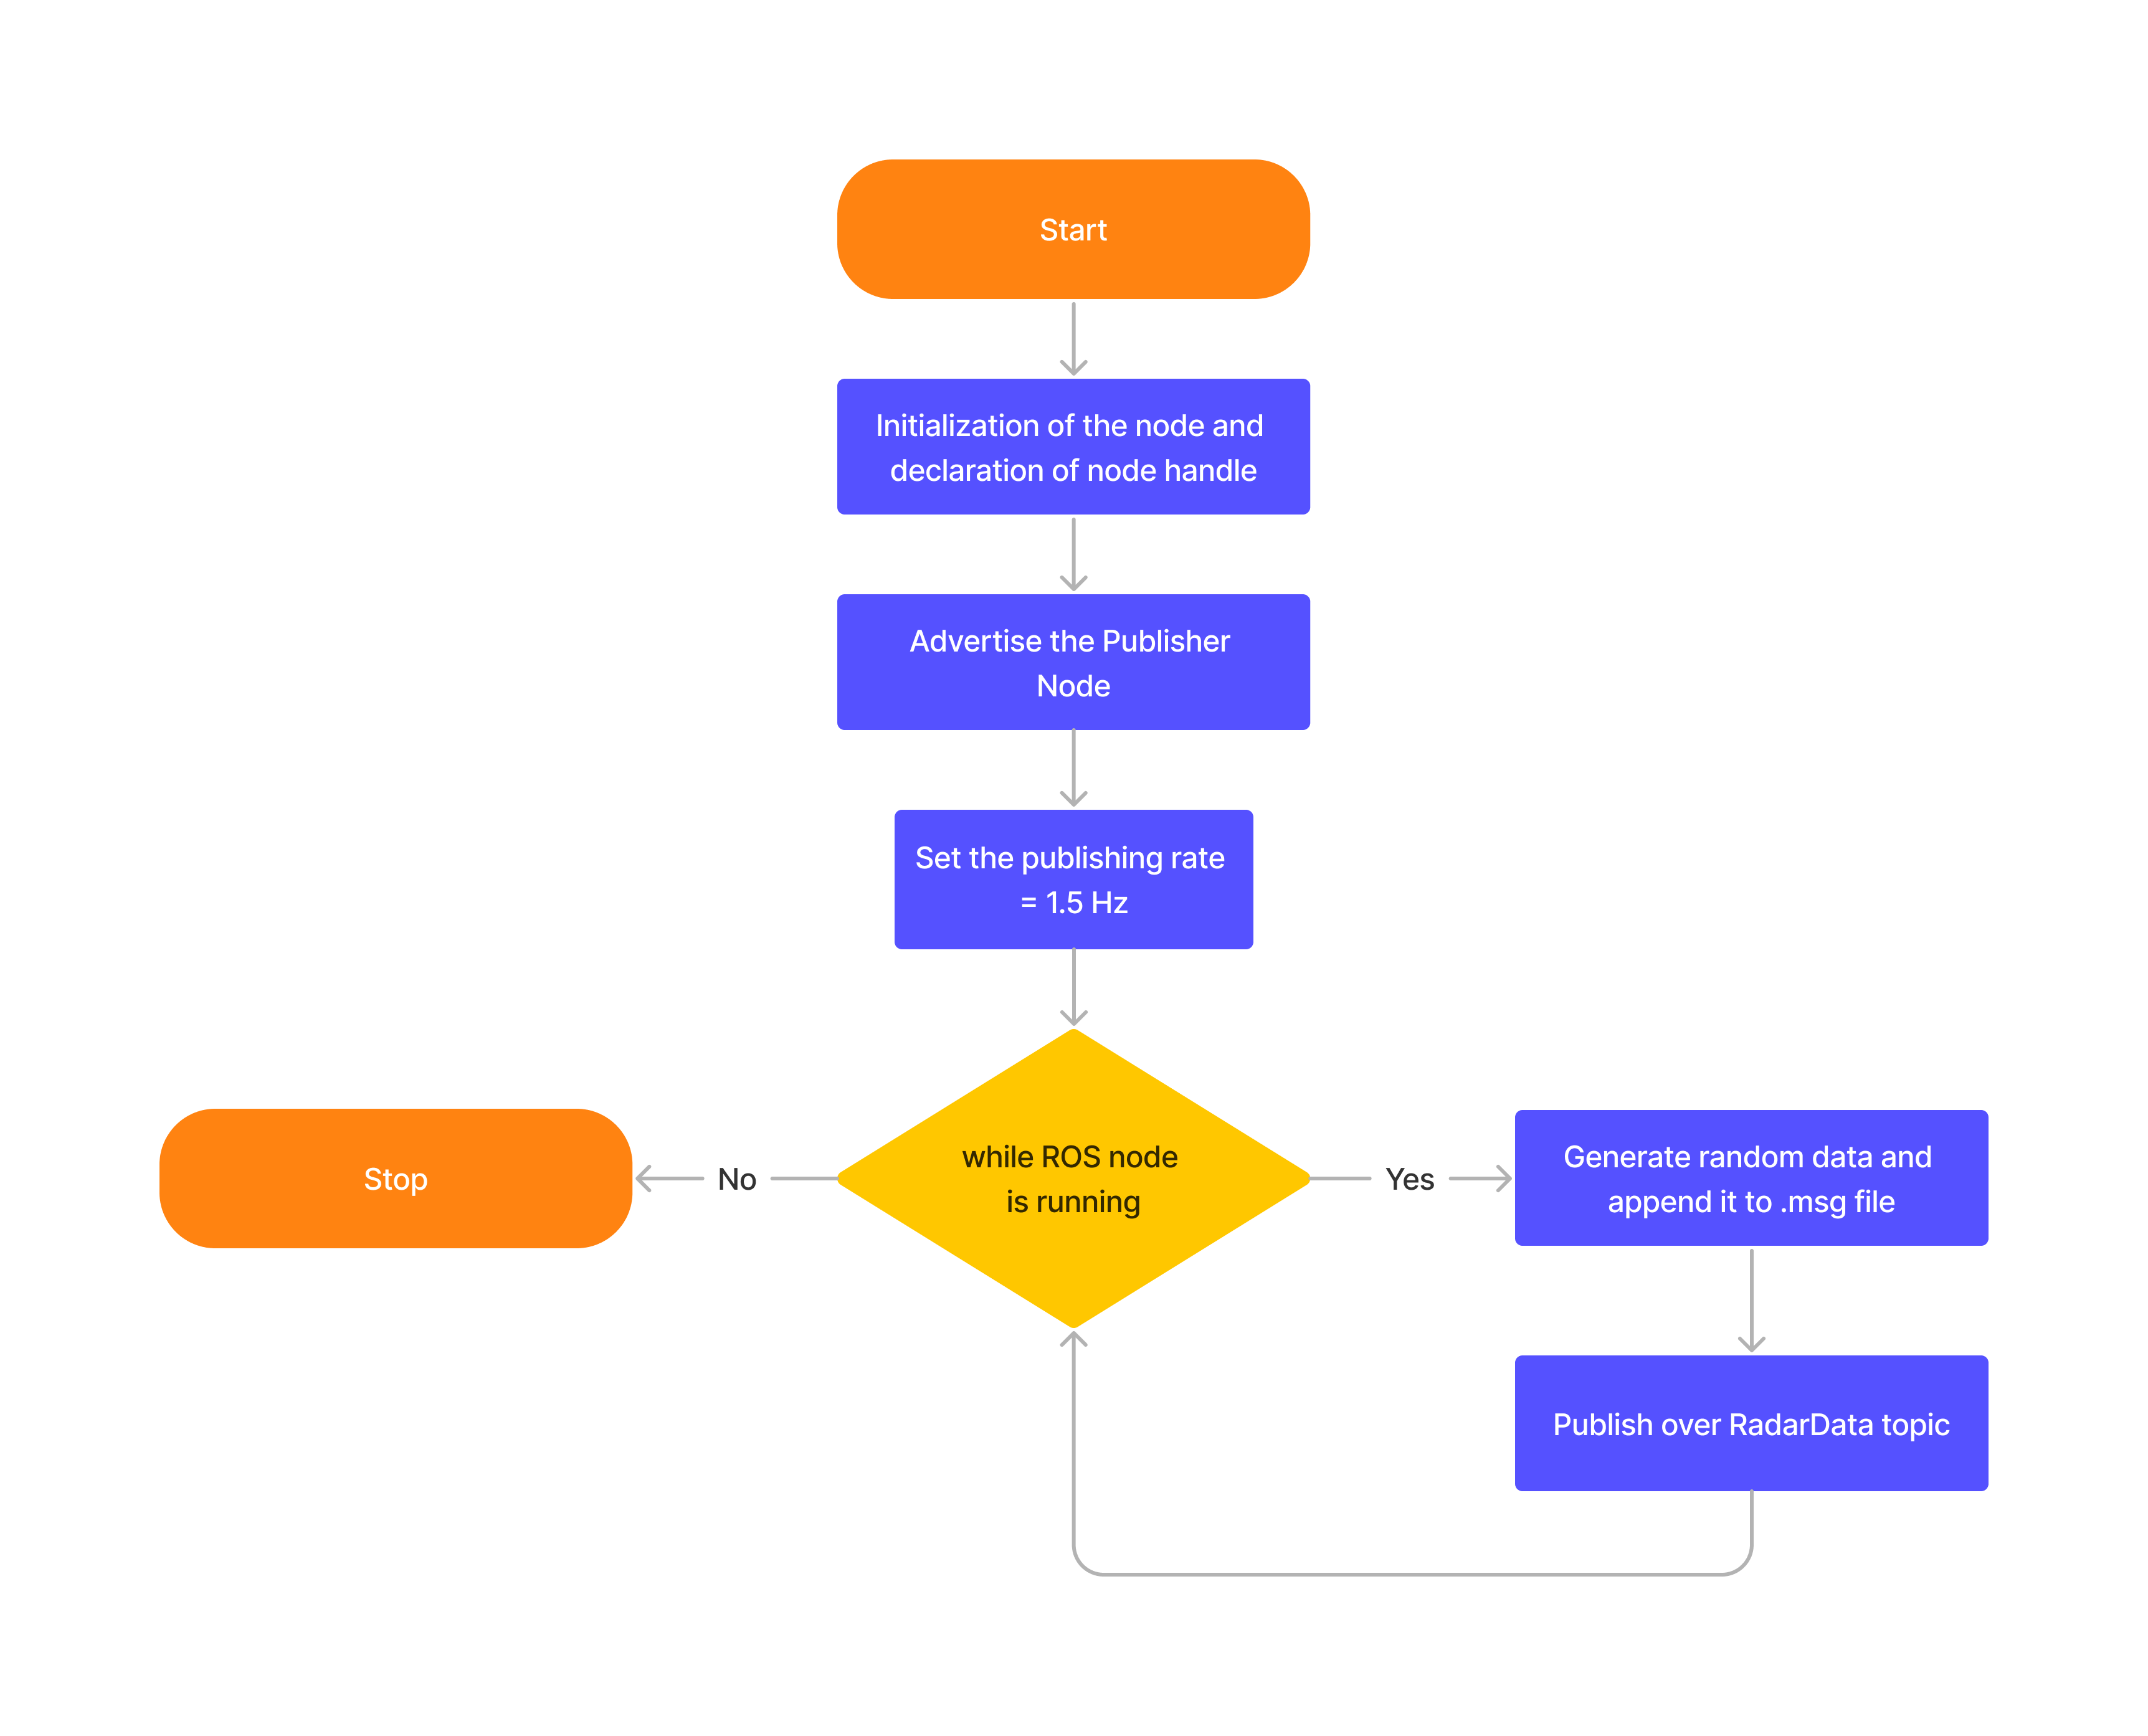 Start
Initialization of the node and
declaration of node handle
Advertise the Publisher
Node
Set the publishing rate
= 1.5 Hz
while ROS node
is running
No
Stop
Yes
Generate random data and
append it to .msg file
Publish over RadarData topic